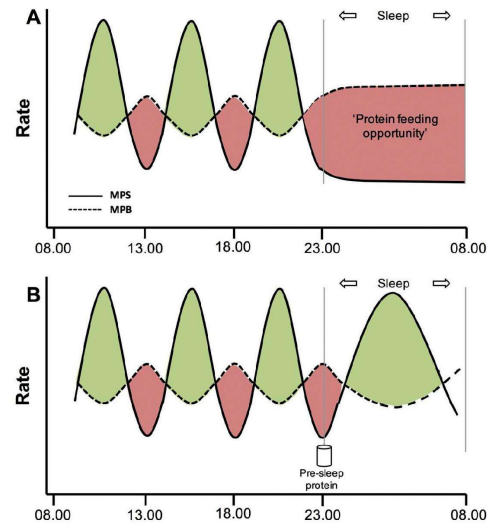 A
Sleep
Rate
'Protein feeding
opportunity'
MPS
MPB
08.00 13.00 18.00 23.00 08.00
B
Sleep
Rate
Pre-sleep
protein
08.00 13.00 18.00 23.00 08.00